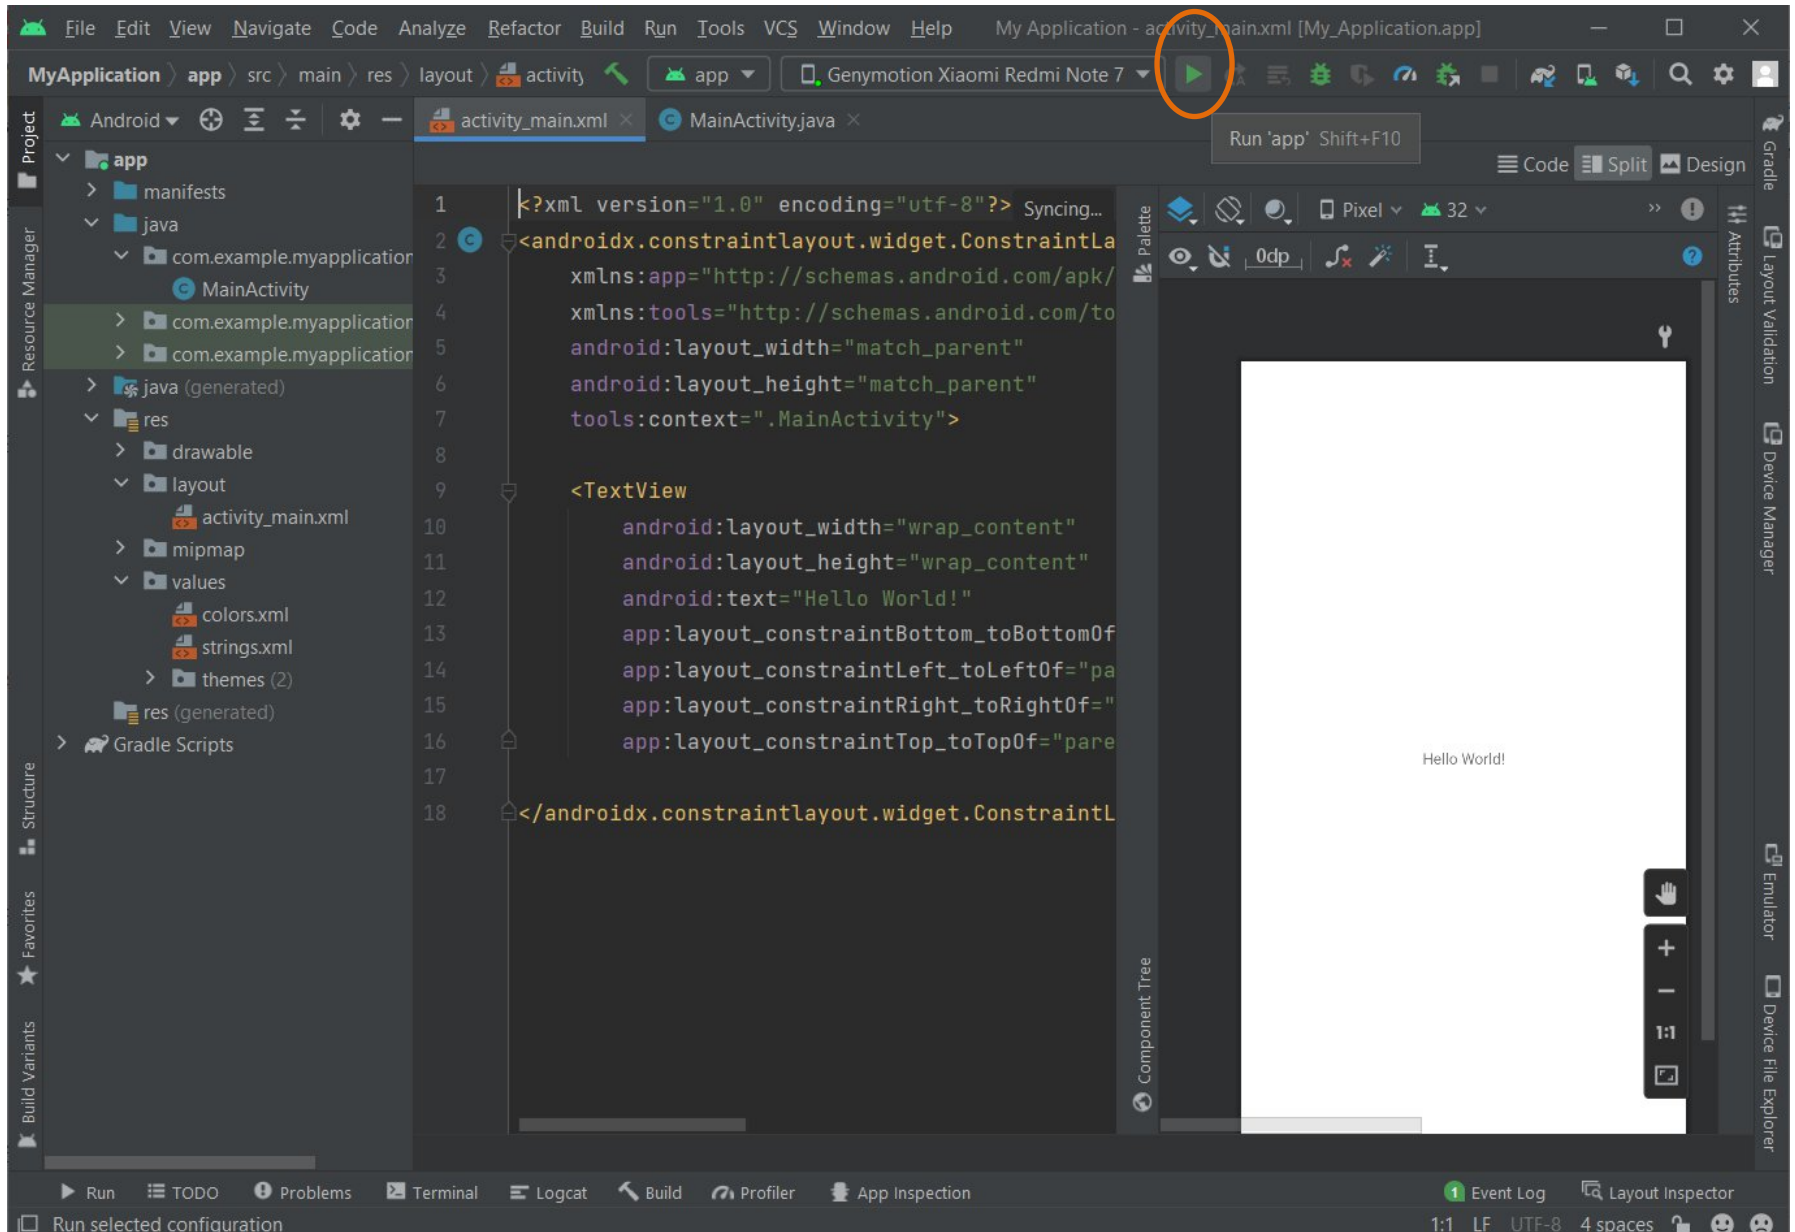 File Edit View Navigate Code Analyze Refactor Build Run Tools VCS Window Help My Application - activity_main.xml [My_Application.app]
MyApplication app src main res layout activity app Genymotion Xiaomi Redmi Note 7
Android activity_main.xml MainActivity.java
Run 'app' Shift+F10
Code Split Design
Project
Resource Manager
Structure
Favorites
Build Variants
app
manifests
java
com.example.myapplication
MainActivity
com.example.myapplication
com.example.myapplication
java (generated)
res
drawable
layout
activity_main.xml
mipmap
values
colors.xml
strings.xml
themes (2)
res (generated)
Gradle Scripts
1 <?xml version="1.0" encoding="utf-8"?> Syncing...
2 <androidx.constraintlayout.widget.ConstraintLa
3 xmlns:app="http://schemas.android.com/apk/
4 xmlns:tools="http://schemas.android.com/to
5 android:layout_width="match_parent"
6 android:layout_height="match_parent"
7 tools:context=".MainActivity">
8
9 <TextView
10 android:layout_width="wrap_content"
11 android:layout_height="wrap_content"
12 android:text="Hello World!"
13 app:layout_constraintBottom_toBottomOf
14 app:layout_constraintLeft_toLeftOf="pa
15 app:layout_constraintRight_toRightOf="
16 app:layout_constraintTop_toTopOf="pare
17
18 </androidx.constraintlayout.widget.ConstraintL
Palette
Component Tree
Pixel 32
0dp
Hello World!
1:1
Attributes
Gradle
Layout Validation
Device Manager
Emulator
Device File Explorer
Run TODO Problems Terminal Logcat Build Profiler App Inspection 1 Event Log Layout Inspector
Run selected configuration 1:1 LF UTF-8 4 spaces